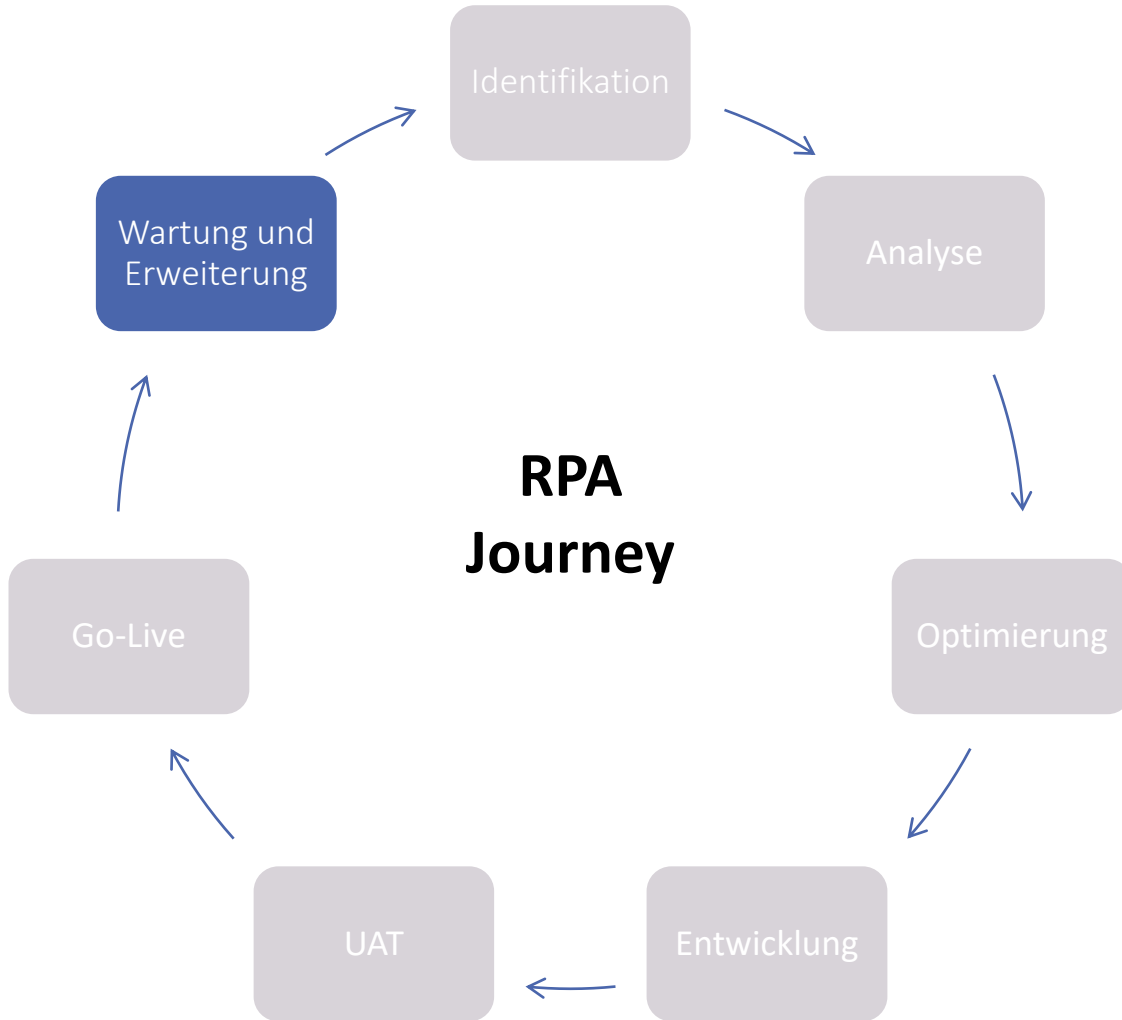 Identifikation
Analyse
Optimierung
Entwicklung
UAT
Go-Live
Wartung und
Erweiterung
RPA
Journey